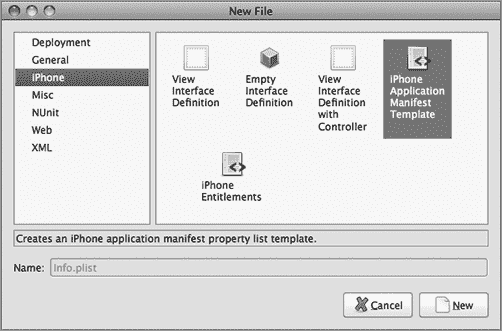 New File
Deployment
General
iPhone
Misc
NUnit
Web
XML
View
Interface
Definition
Empty
Interface
Definition
View
Interface
Definition
with
Controller
iPhone
Application
Manifest
Template
iPhone
Entitlements
Creates an iPhone application manifest property list template.
Name: Info.plist
Cancel
New